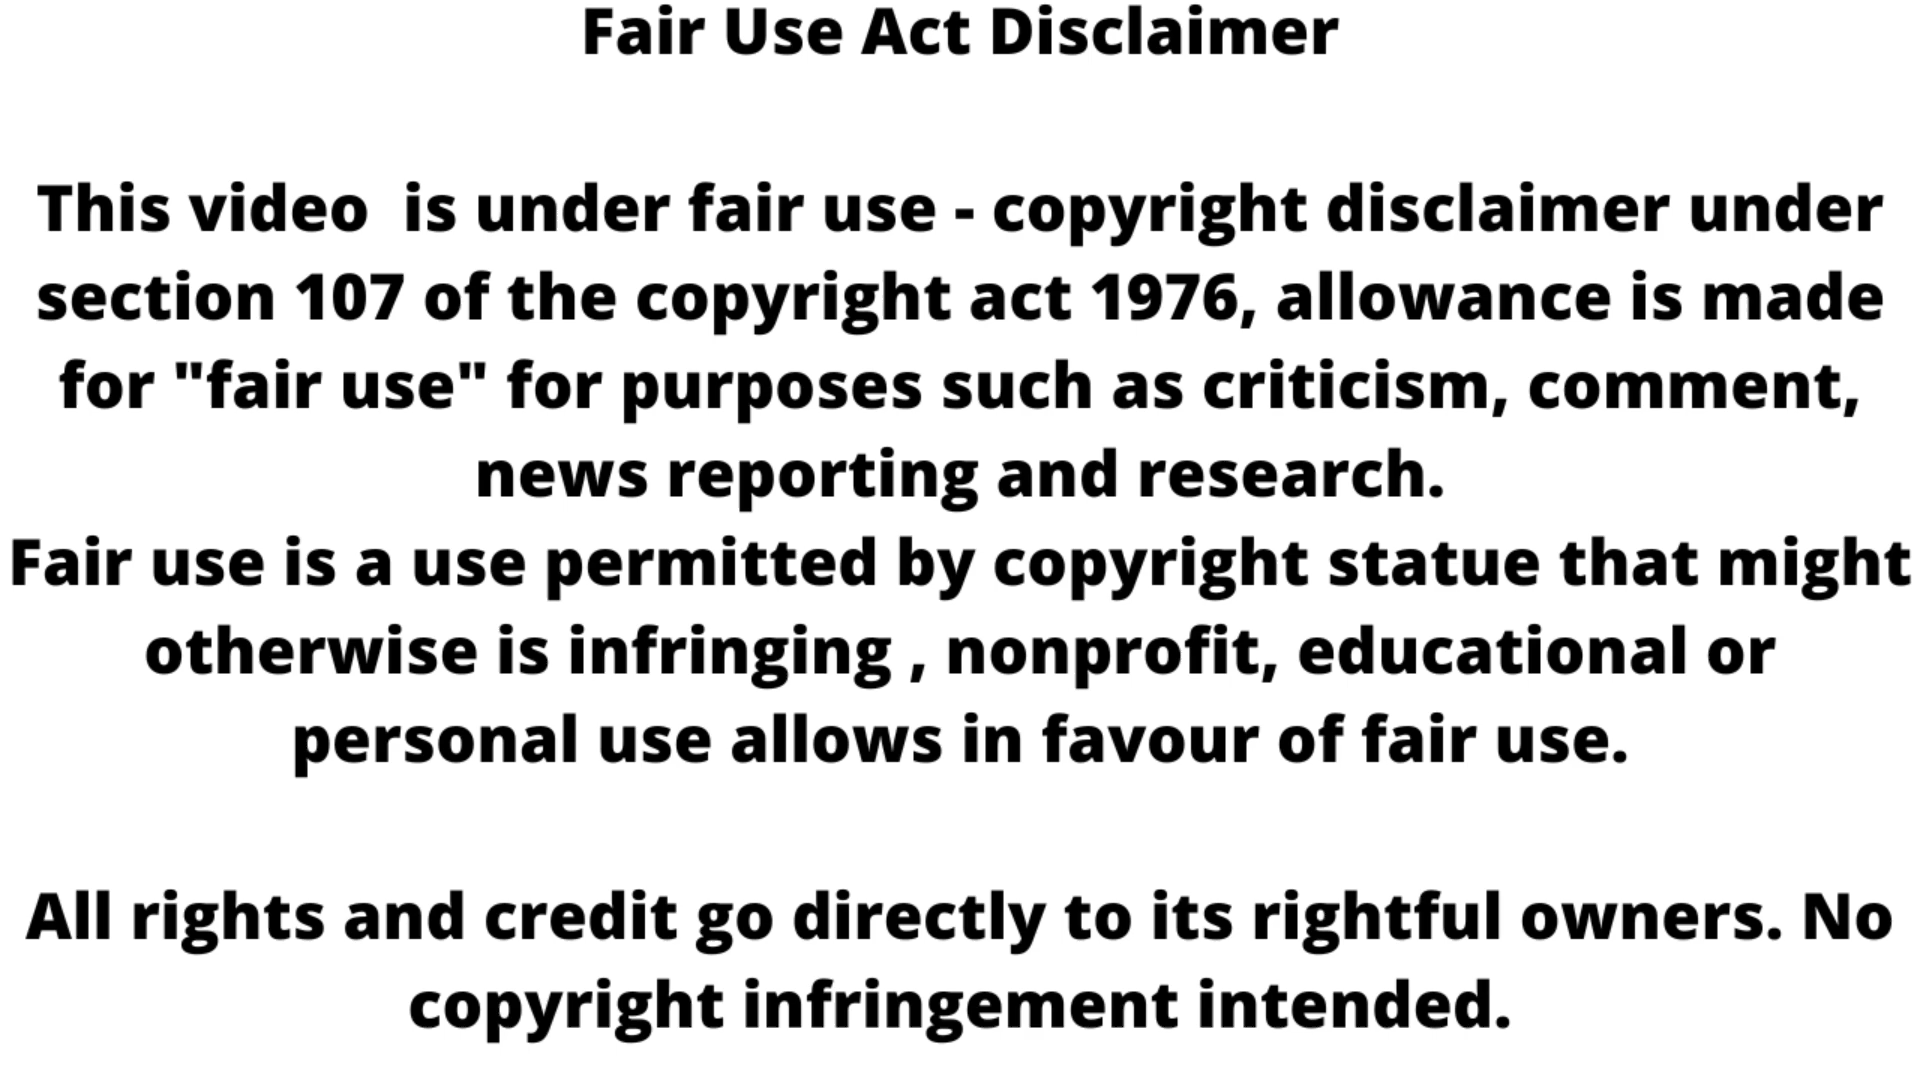 Fair Use Act Disclaimer
This video  is under fair use - copyright disclaimer under
section 107 of the copyright act 1976, allowance is made
for "fair use" for purposes such as criticism, comment,
news reporting and research.
Fair use is a use permitted by copyright statue that might
otherwise is infringing , nonprofit, educational or
personal use allows in favour of fair use.
All rights and credit go directly to its rightful owners. No
copyright infringement intended.